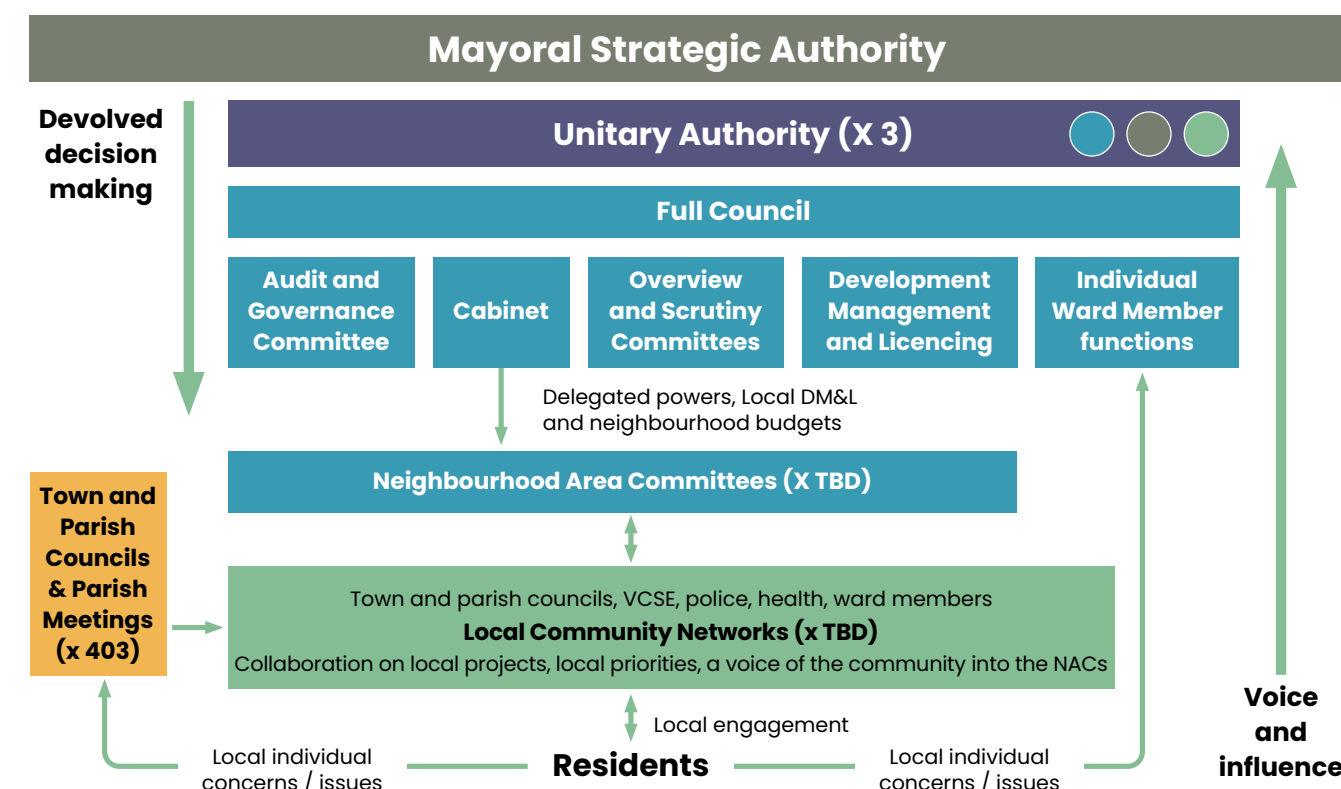 Mayoral Strategic Authority
Devolved
decision
making
Unitary Authority (X 3)
Full Council
Audit and
Governance
Committee
Cabinet
Overview
and Scrutiny
Committees
Development
Management
and Licencing
Individual
Ward Member
functions
Delegated powers, Local DM&L
and neighbourhood budgets
Neighbourhood Area Committees (X TBD)
Town and
Parish
Councils
& Parish
Meetings
(x 403)
Town and parish councils, VCSE, police, health, ward members
Local Community Networks (x TBD)
Collaboration on local projects, local priorities, a voice of the community into the NACs
Local engagement
Local individual
concerns / issues
Residents
Local individual
concerns / issues
Voice
and
influence